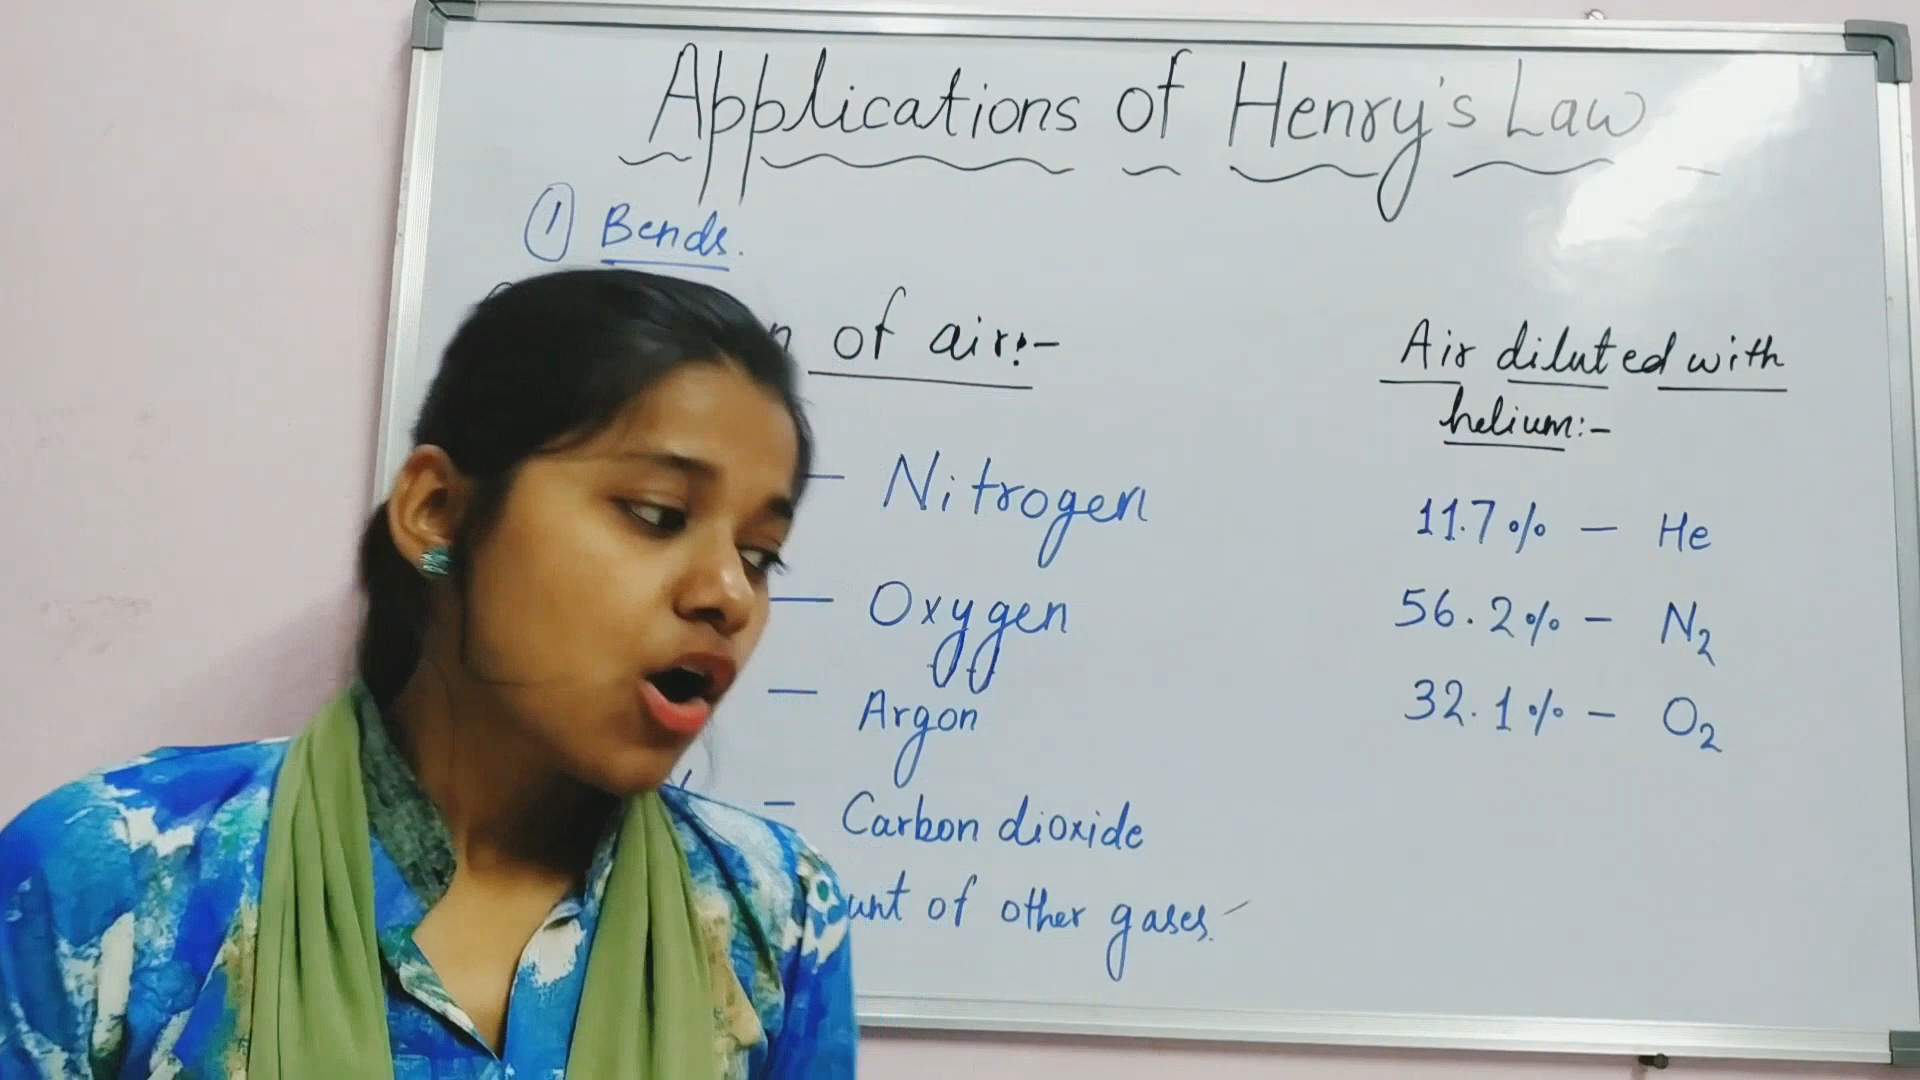 Applications of Henry's Law
① Bends.
of air:-
— Nitrogen
— Oxygen
— Argon
— Carbon dioxide
of other gases.
Air diluted with
helium:-
11.7% — He
56.2% — N₂
32.1% — O₂